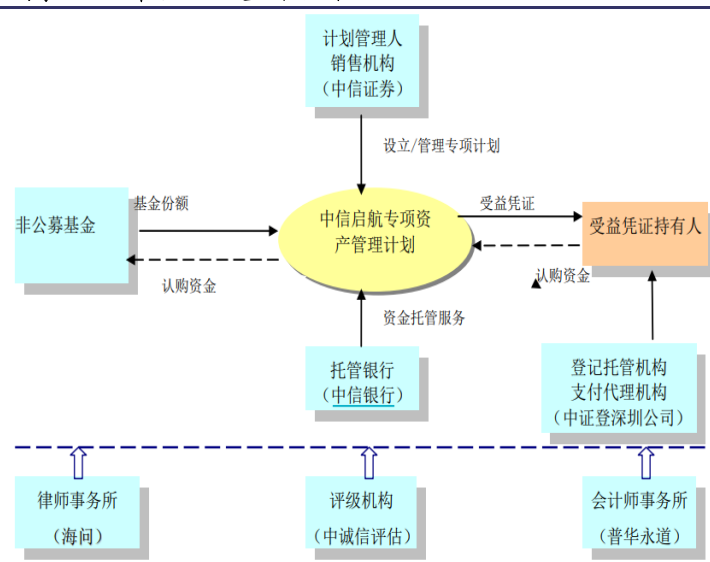 计划管理人
销售机构
（中信证券）
设立/管理专项计划
非公募基金
基金份额
认购资金
中信启航专项资
产管理计划
受益凭证
认购资金
受益凭证持有人
资金托管服务
托管银行
（中信银行）
登记托管机构
支付代理机构
（中证登深圳公司）
律师事务所
（海问）
评级机构
（中诚信评估）
会计师事务所
（普华永道）